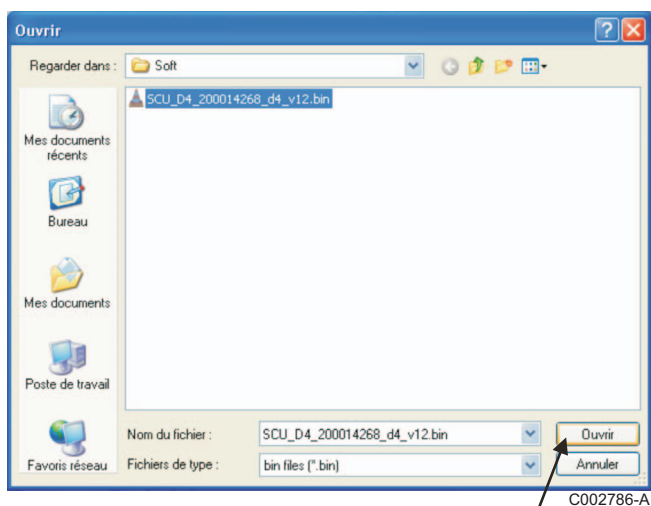 Ouvrir
Regarder dans :
Soft
SCU_D4_200014268_d4_v12.bin
Mes documents
récents
Bureau
Mes documents
Poste de travail
Favoris réseau
Nom du fichier :
SCU_D4_200014268_d4_v12.bin
Ouvrir
Fichiers de type :
bin files (*.bin)
Annuler
C002786-A